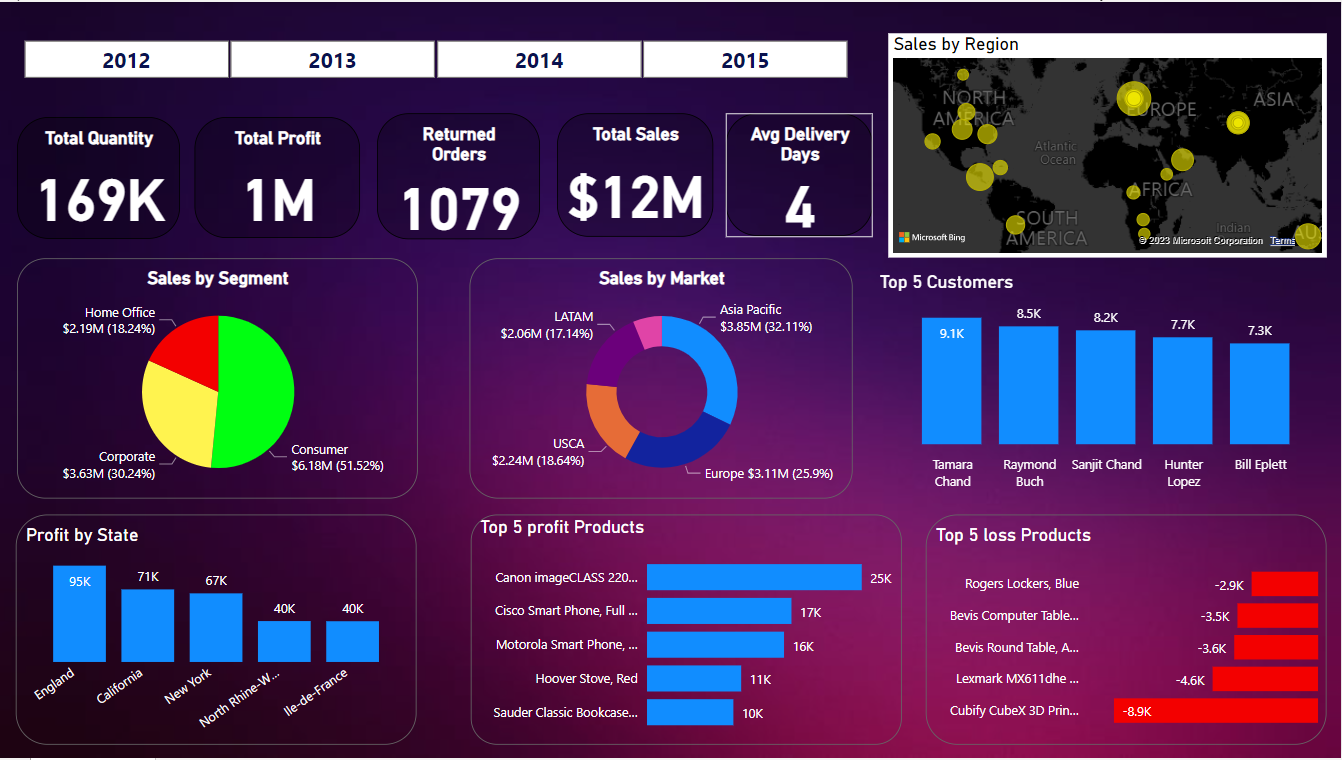 2012
2013
2014
2015
Sales by Region
NORTH
AMERICA
EUROPE
ASIA
Atlantic
Ocean
AFRICA
SOUTH
AMERICA
Indian
AU
Microsoft Bing
© 2023 Microsoft Corporation Terms
Total Quantity
169K
Total Profit
1M
Returned
Orders
1079
Total Sales
$12M
Avg Delivery
Days
4
Sales by Segment
Home Office
$2.19M (18.24%)
Corporate
$3.63M (30.24%)
Consumer
$6.18M (51.52%)
Sales by Market
LATAM
$2.06M (17.14%)
Asia Pacific
$3.85M (32.11%)
USCA
$2.24M (18.64%)
Europe $3.11M (25.9%)
Top 5 Customers
9.1K
8.5K
8.2K
7.7K
7.3K
Tamara
Chand
Raymond
Buch
Sanjit Chand
Hunter
Lopez
Bill Eplett
Profit by State
95K
71K
67K
40K
40K
England
California
New York
North Rhine-W...
Ile-de-France
Top 5 profit Products
Canon imageCLASS 220... 25K
Cisco Smart Phone, Full ... 17K
Motorola Smart Phone, ... 16K
Hoover Stove, Red 11K
Sauder Classic Bookcase... 10K
Top 5 loss Products
Rogers Lockers, Blue -2.9K
Bevis Computer Table... -3.5K
Bevis Round Table, A... -3.6K
Lexmark MX611dhe ... -4.6K
Cubify CubeX 3D Prin... -8.9K